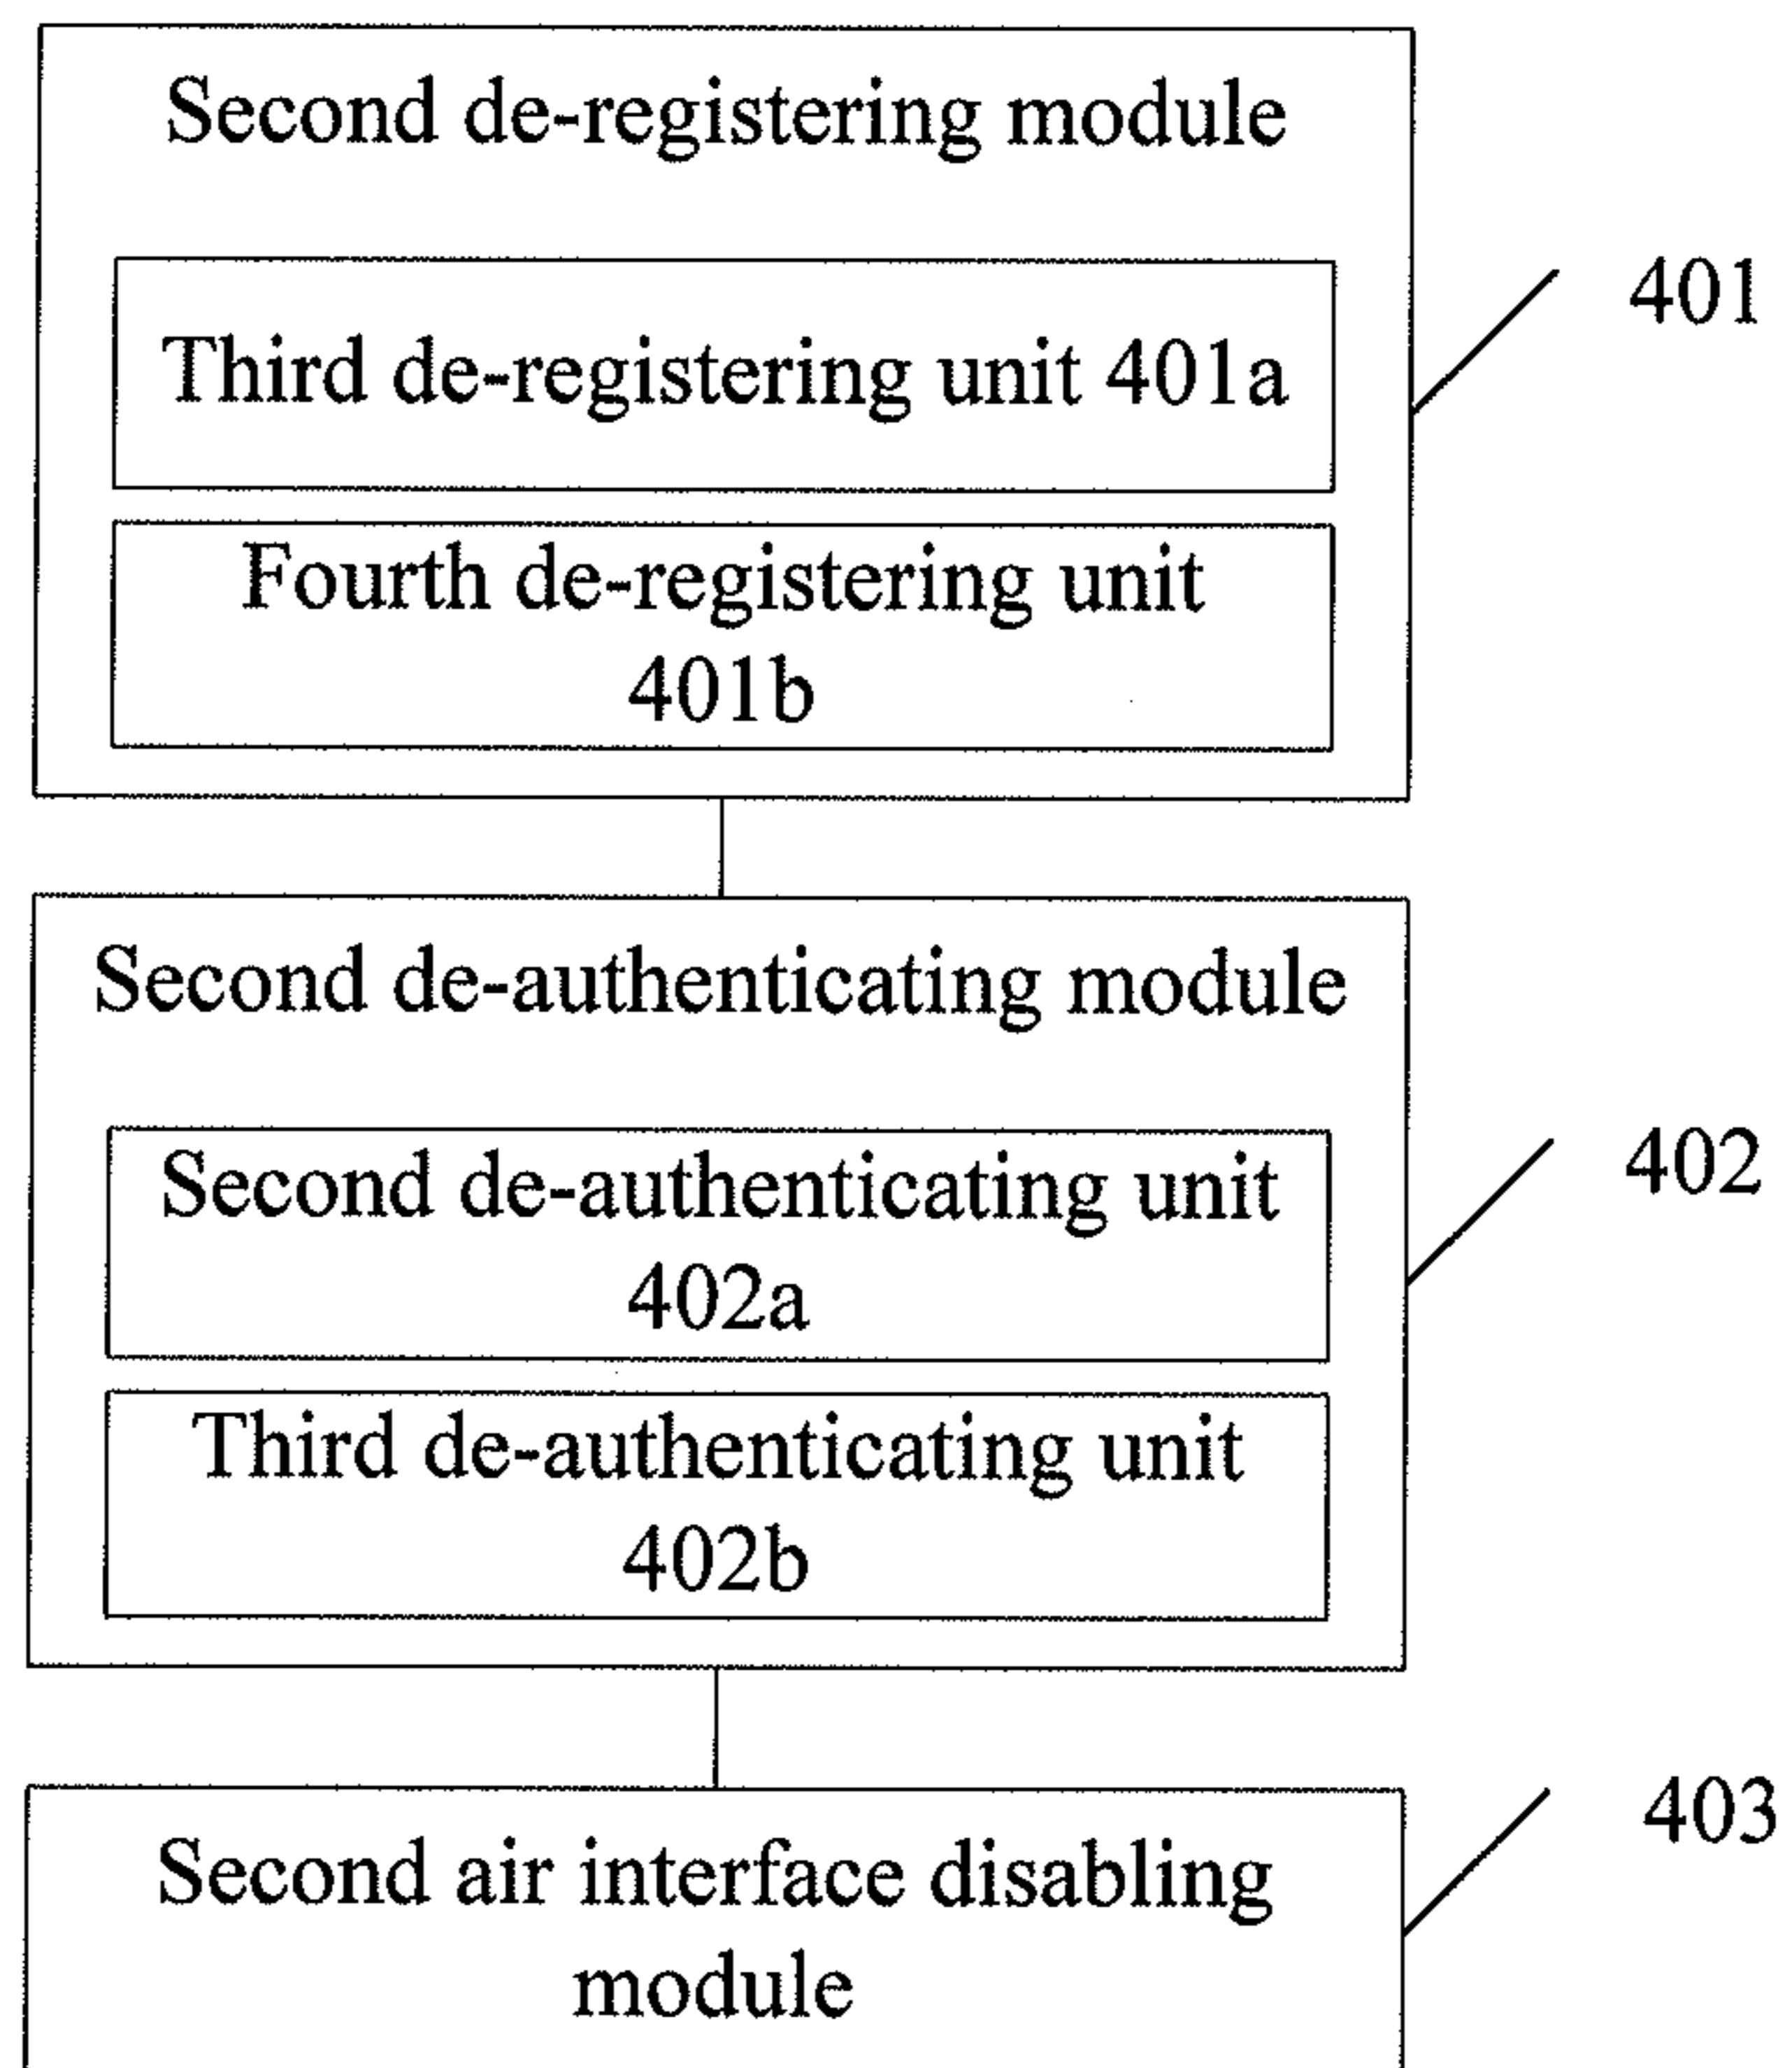 Second de-registering module
401
Third de-registering unit 401a
Fourth de-registering unit
401b
Second de-authenticating module
402
Second de-authenticating unit
402a
Third de-authenticating unit
402b
403
Second air interface disabling
module